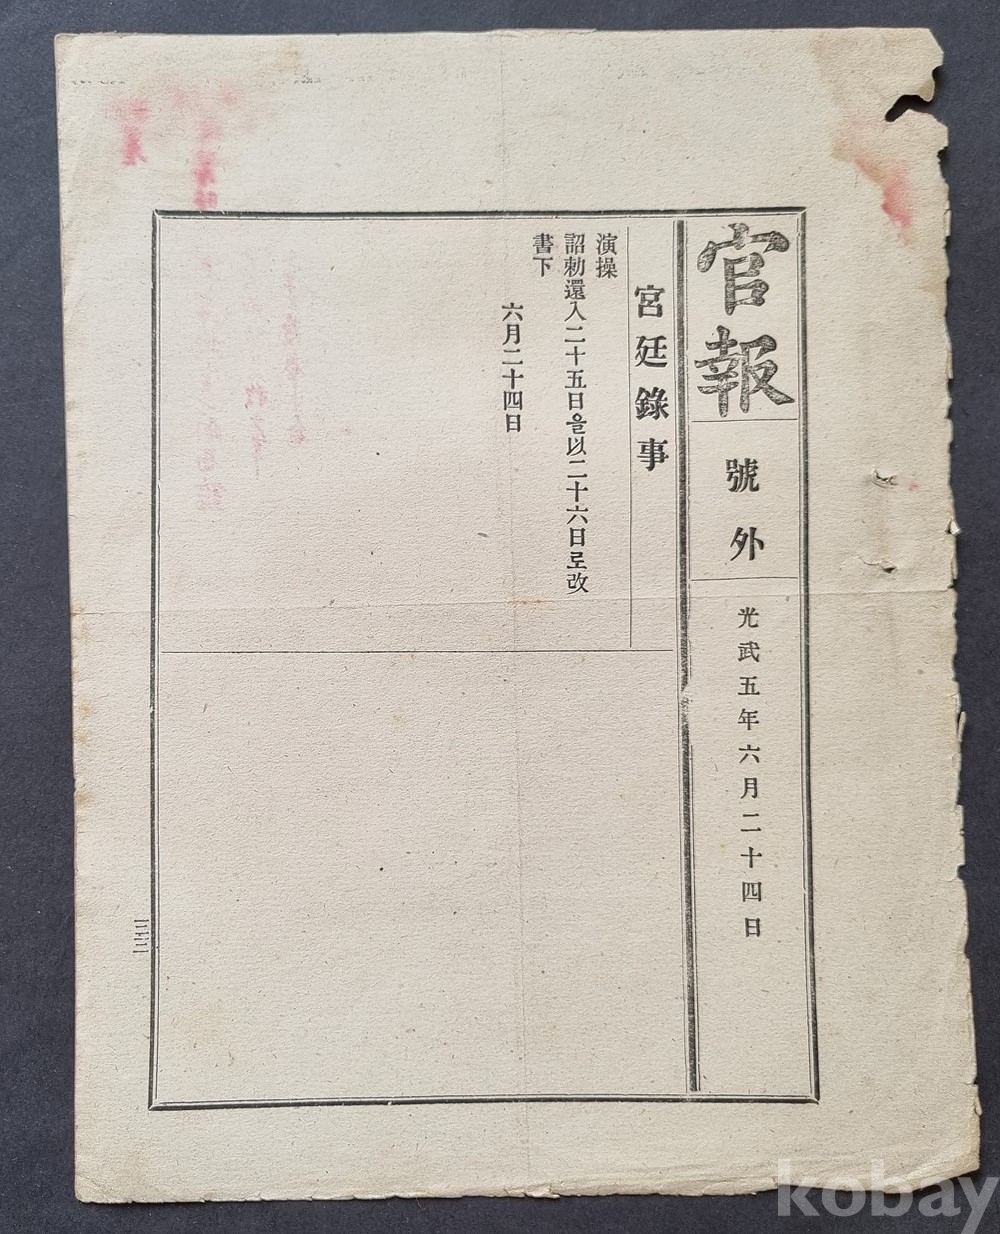 官報
號外
光武五年六月二十四日
宮廷錄事
演操
詔勅還入二十五日을以二十六日로改
書下
六月二十四日
kobay